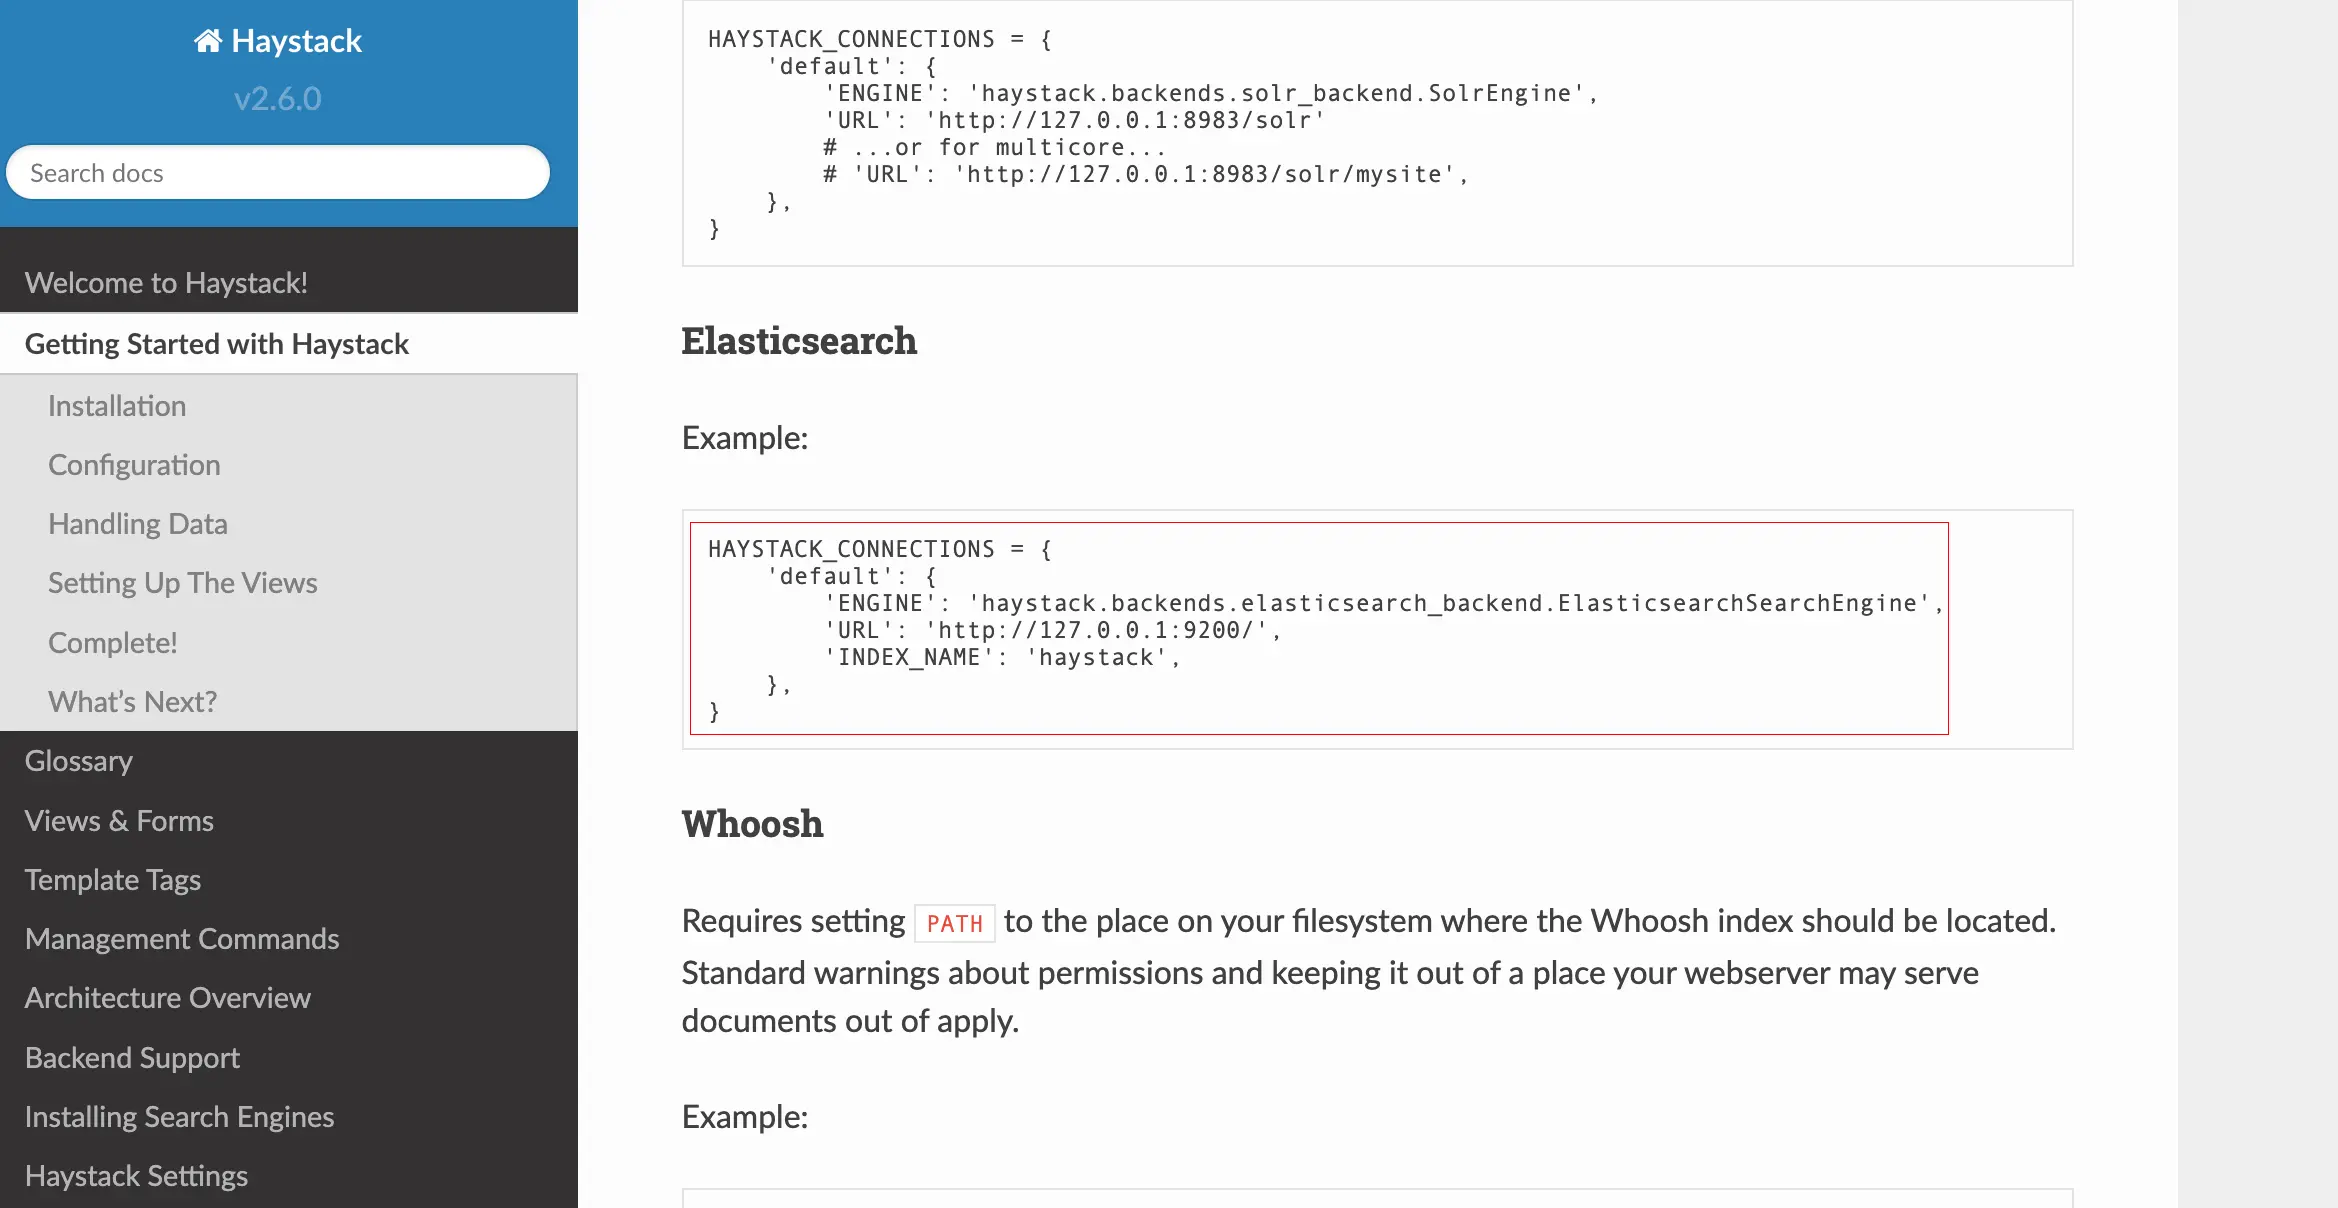 Haystack
v2.6.0
Search docs
Welcome to Haystack!
Getting Started with Haystack
Installation
Configuration
Handling Data
Setting Up The Views
Complete!
What’s Next?
Glossary
Views & Forms
Template Tags
Management Commands
Architecture Overview
Backend Support
Installing Search Engines
Haystack Settings
HAYSTACK_CONNECTIONS = {
    'default': {
        'ENGINE': 'haystack.backends.solr_backend.SolrEngine',
        'URL': 'http://127.0.0.1:8983/solr'
        # ...or for multicore...
        # 'URL': 'http://127.0.0.1:8983/solr/mysite',
    },
}
Elasticsearch
Example:
HAYSTACK_CONNECTIONS = {
    'default': {
        'ENGINE': 'haystack.backends.elasticsearch_backend.ElasticsearchSearchEngine',
        'URL': 'http://127.0.0.1:9200/',
        'INDEX_NAME': 'haystack',
    },
}
Whoosh
Requires setting PATH to the place on your filesystem where the Whoosh index should be located.
Standard warnings about permissions and keeping it out of a place your webserver may serve
documents out of apply.
Example: